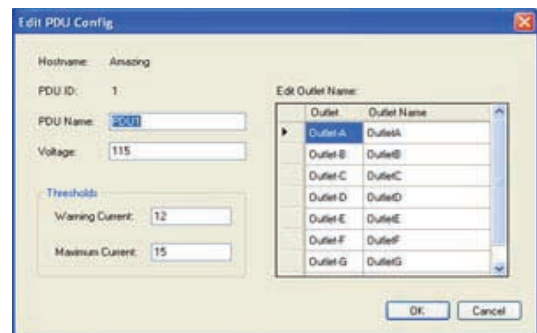 Edit PDU Config
Hostname: Amazing
PDU ID: 1
PDU Name: PDU1
Voltage: 115
Thresholds
Warning Current: 12
Maximum Current: 15
Edit Outlet Name:
Outlet Outlet Name
Outlet-A OutletA
Outlet-B OutletB
Outlet-C OutletC
Outlet-D OutletD
Outlet-E OutletE
Outlet-F OutletF
Outlet-G OutletG
OK Cancel